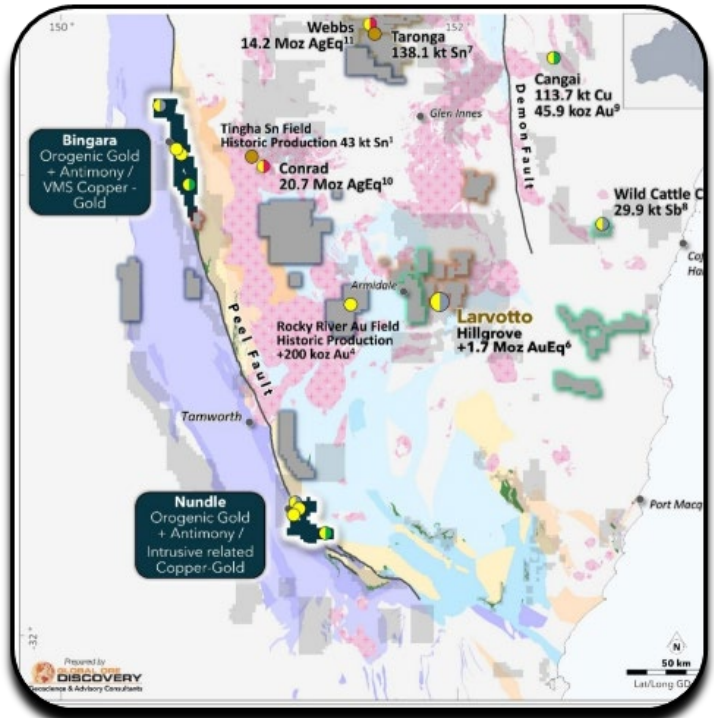 150°
152
Webbs
14.2 Moz AgEq11
Taronga
138.1 kt Sn7
Cangai
113.7 kt Cu
45.9 koz Au9
Demon Fault
Glen Innes
Bingara
Orogenic Gold
+ Antimony /
VMS Copper -
Gold
Tingha Sn Field
Historic Production 43 kt Sn1
Conrad
20.7 Moz AgEq10
Wild Cattle C
29.9 kt Sb8
Armidale
Larvotto
Hillgrove
+1.7 Moz AuEq6
Rocky River Au Field
Historic Production
+200 koz Au4
Peel Fault
Tamworth
Nundle
Orogenic Gold
+ Antimony /
Intrusive related
Copper-Gold
Port Macq
-32°
Prepared by
GLOBAL ORE
DISCOVERY
Geoscience & Advisory Consultants
N
50 km
Lat/Long GD